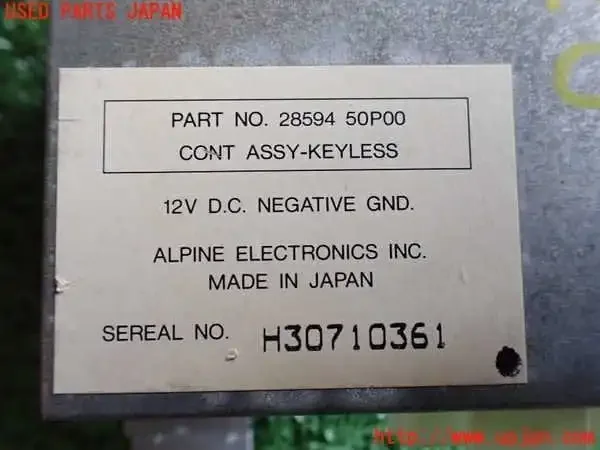 USED PARTS JAPAN
PART NO. 28594 50P00
CONT ASSY-KEYLESS
12V D.C. NEGATIVE GND.
ALPINE ELECTRONICS INC.
MADE IN JAPAN
SEREAL NO. H30710361
http://www.upjpn.com/